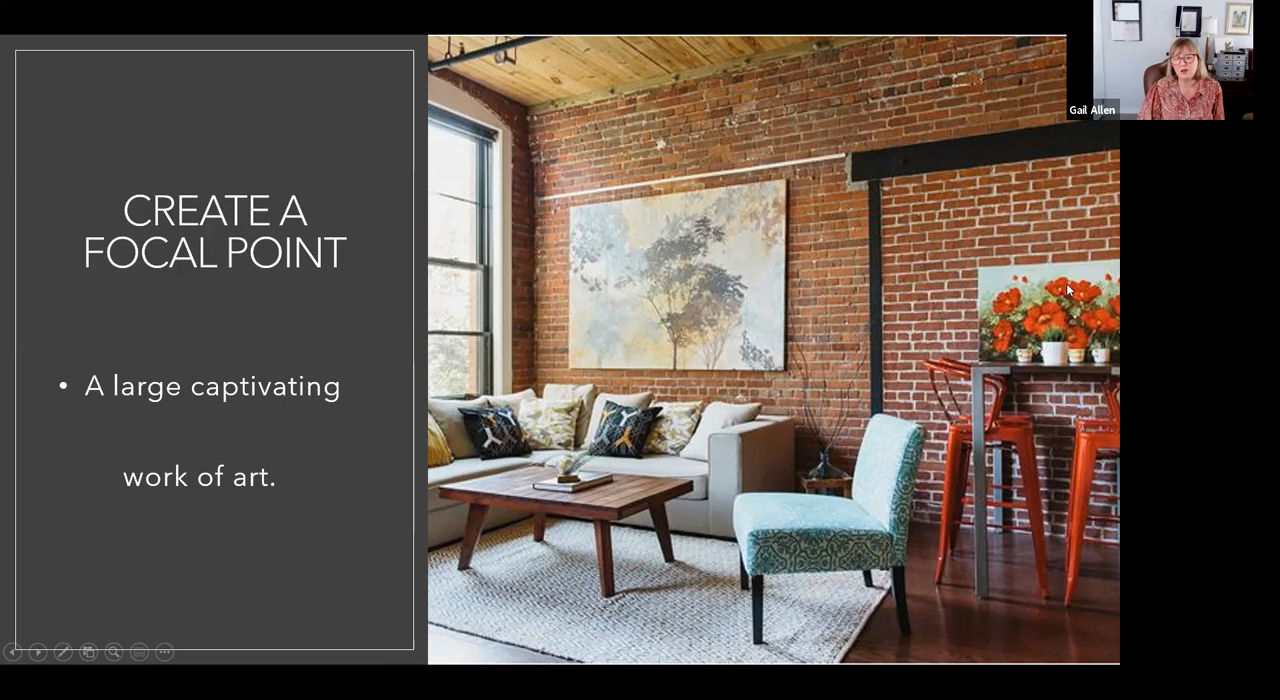 CREATE A
FOCAL POINT
• A large captivating
work of art.
Gail Allen